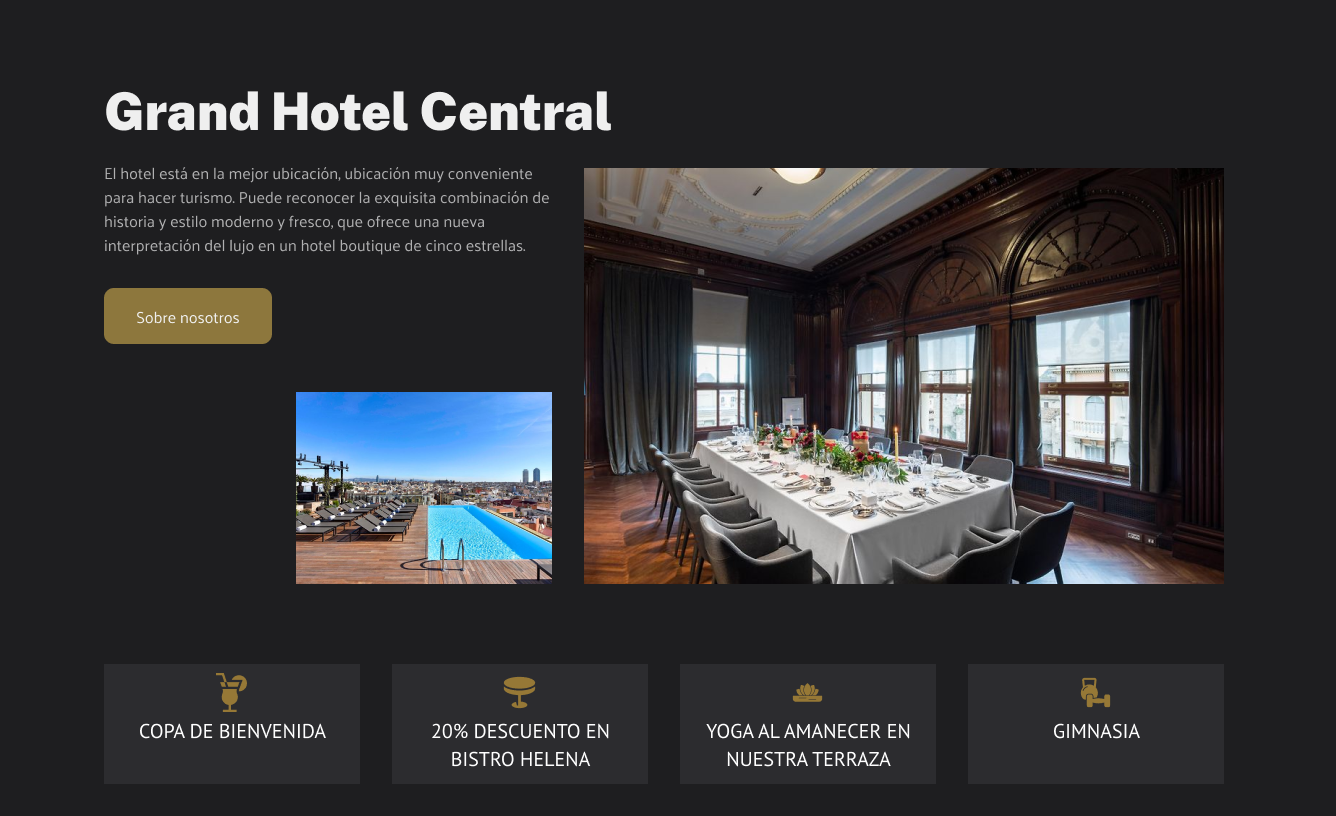 Grand Hotel Central
El hotel está en la mejor ubicación, ubicación muy conveniente
para hacer turismo. Puede reconocer la exquisita combinación de
historia y estilo moderno y fresco, que ofrece una nueva
interpretación del lujo en un hotel boutique de cinco estrellas.
Sobre nosotros
COPA DE BIENVENIDA
20% DESCUENTO EN
BISTRO HELENA
YOGA AL AMANECER EN
NUESTRA TERRAZA
GIMNASIA